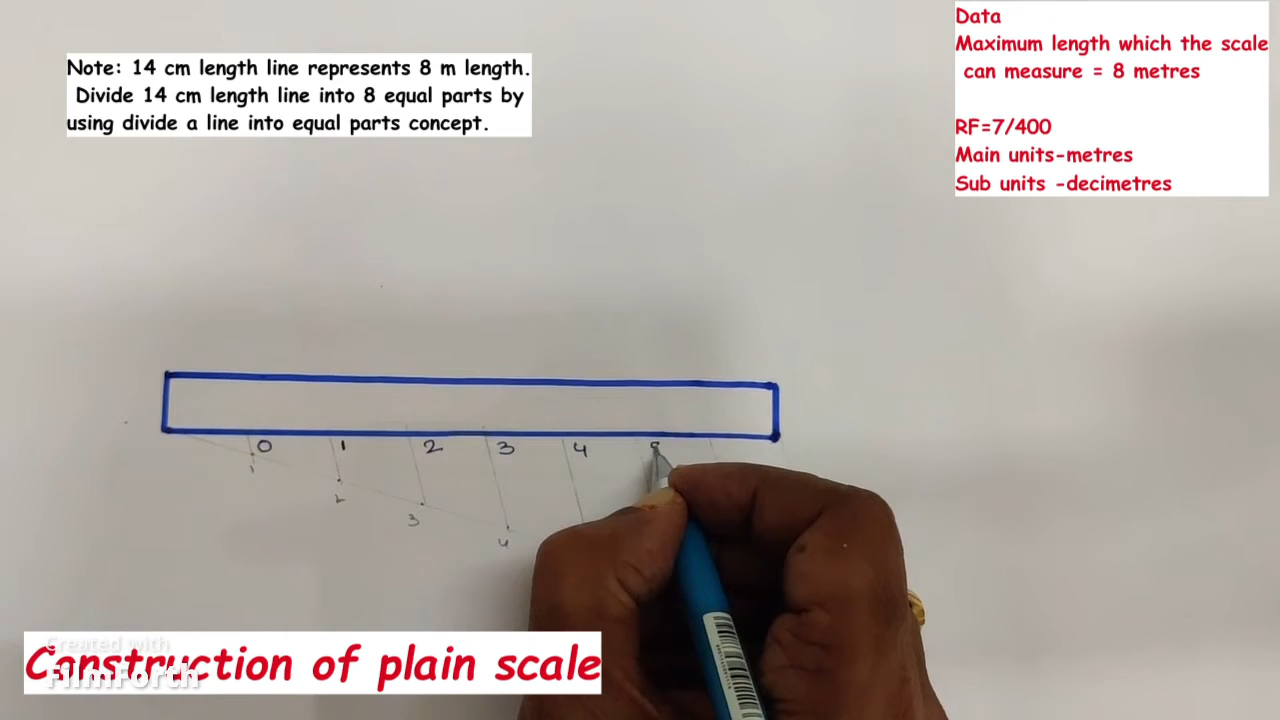 Data
Maximum length which the scale
can measure = 8 metres
RF=7/400
Main units-metres
Sub units -decimetres
Note: 14 cm length line represents 8 m length.
Divide 14 cm length line into 8 equal parts by
using divide a line into equal parts concept.
0 1 2 3 4
1
2
3
4
Construction of plain scale
Created with
FilmForth